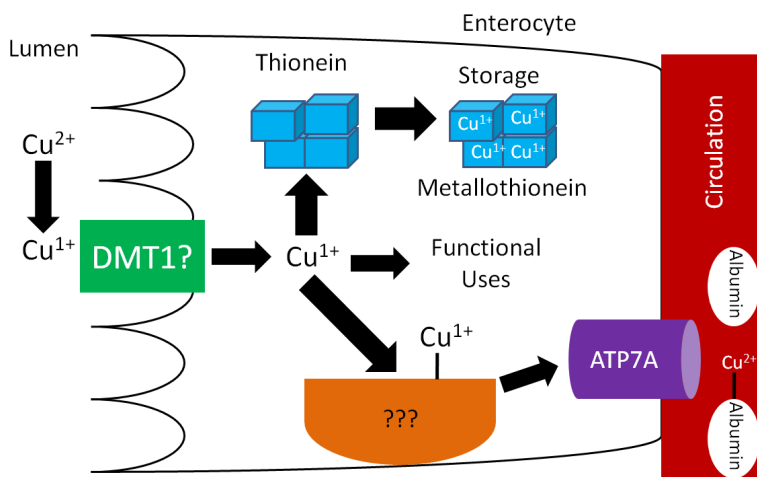 Enterocyte
Lumen
Thionein
Storage
Cu¹⁺
Cu¹⁺
Cu¹⁺
Cu¹⁺
Metallothionein
Circulation
Cu²⁺
Cu¹⁺
DMT1?
Cu¹⁺
Functional
Uses
Albumin
Cu¹⁺
ATP7A
Cu²⁺
???
Albumin